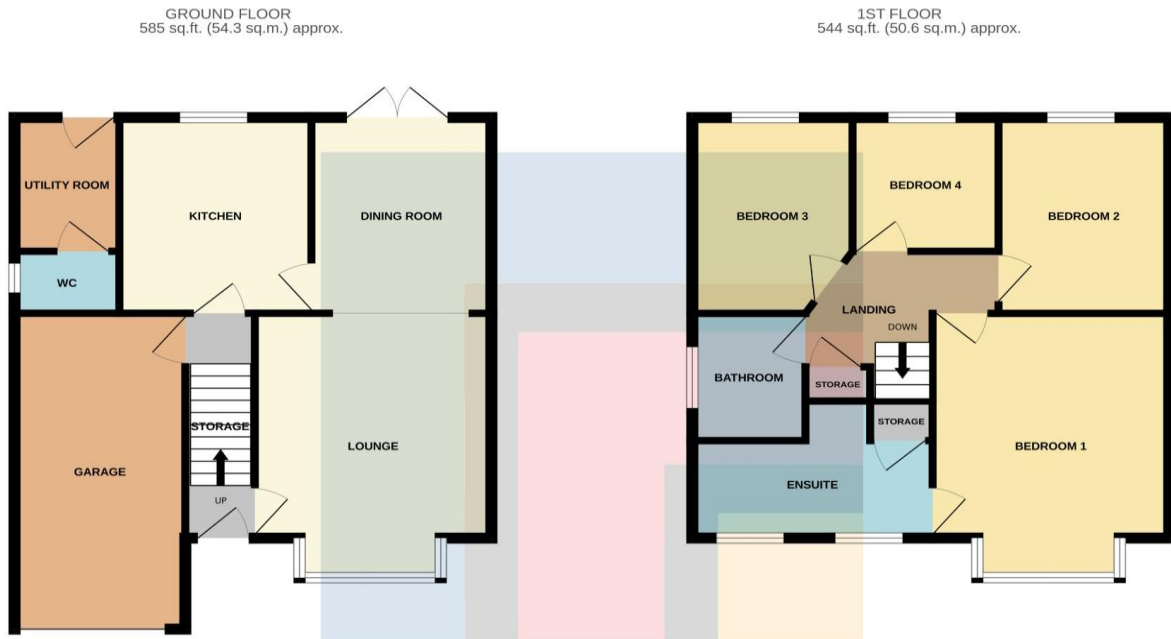 GROUND FLOOR
585 sq.ft. (54.3 sq.m.) approx.
UTILITY ROOM
WC
KITCHEN
DINING ROOM
STORAGE
LOUNGE
GARAGE
UP
1ST FLOOR
544 sq.ft. (50.6 sq.m.) approx.
BEDROOM 3
BEDROOM 4
BEDROOM 2
LANDING
DOWN
BATHROOM
STORAGE
STORAGE
BEDROOM 1
ENSUITE